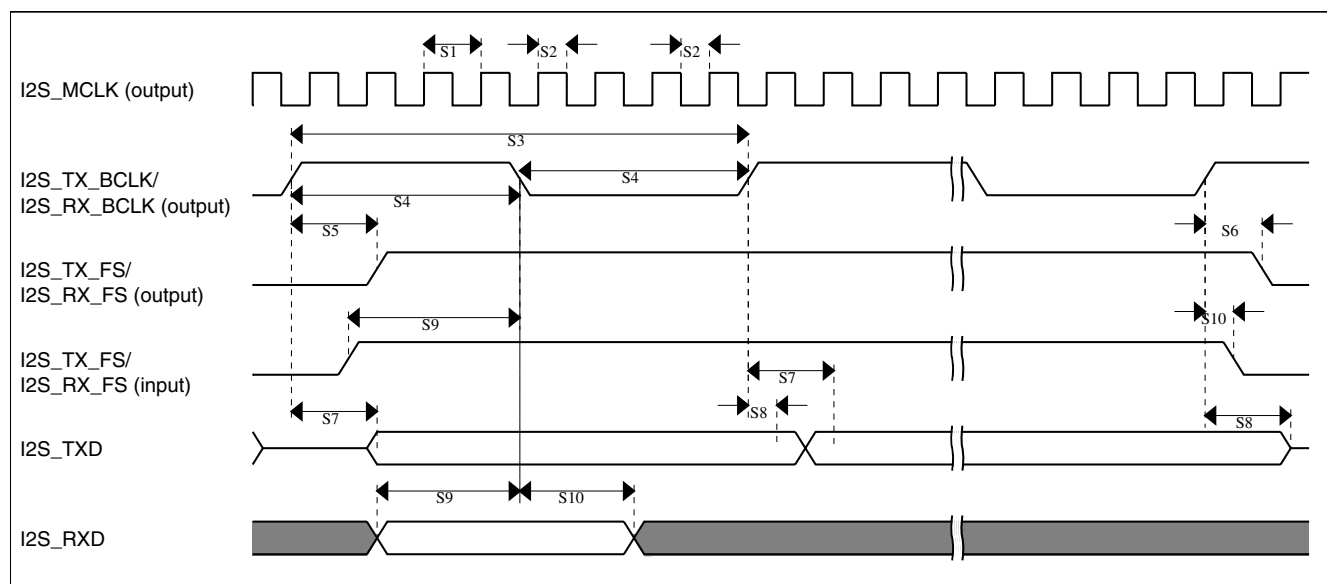 S1
S2
S2
I2S_MCLK (output)
S3
I2S_TX_BCLK/
I2S_RX_BCLK (output)
S4
S4
S5
S6
I2S_TX_FS/
I2S_RX_FS (output)
S9
S10
I2S_TX_FS/
I2S_RX_FS (input)
S7
S7
S8
S8
I2S_TXD
S9
S10
I2S_RXD